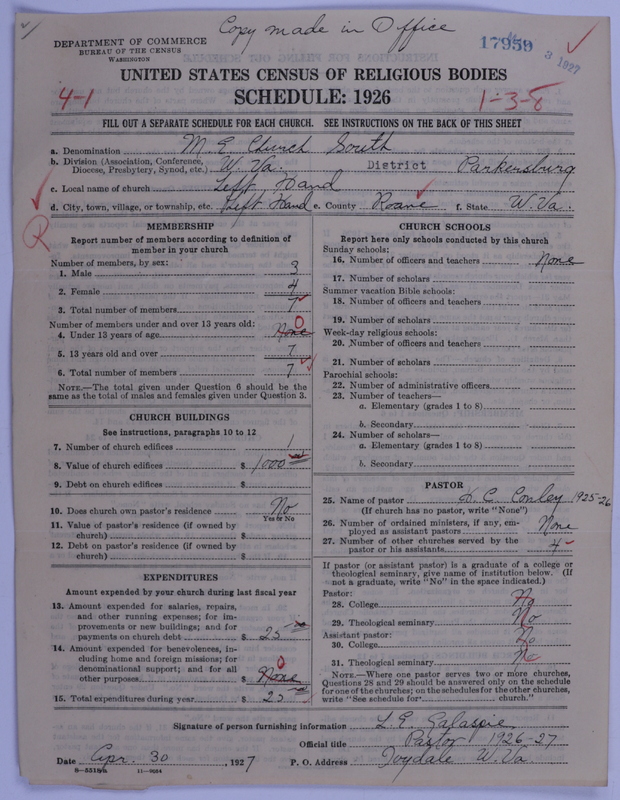 Copy made in Office
DEPARTMENT OF COMMERCE
BUREAU OF THE CENSUS
WASHINGTON
17959
3 1927
UNITED STATES CENSUS OF RELIGIOUS BODIES
4-1
SCHEDULE: 1926
1-3-8
FILL OUT A SEPARATE SCHEDULE FOR EACH CHURCH. SEE INSTRUCTIONS ON THE BACK OF THIS SHEET
a. Denomination M E Church South
b. Division (Association, Conference, Diocese, Presbytery, Synod, etc.) W. Va. District Parkersburg
c. Local name of church Left Hand
d. City, town, village, or township, etc. Left Hand e. County Roane f. State W. Va.
R
MEMBERSHIP
Report number of members according to definition of
member in your church
Number of members, by sex:
1. Male 3
2. Female 4
3. Total number of members 7
Number of members under and over 13 years old:
4. Under 13 years of age None 0
5. 13 years old and over 7
6. Total number of members 7
NOTE.—The total given under Question 6 should be
same as the total of males and females given under Question 3.
CHURCH BUILDINGS
See instructions, paragraphs 10 to 12
7. Number of church edifices 1
8. Value of church edifices $ 1000
9. Debt on church edifices $
10. Does church own pastor's residence No
Yes or No
11. Value of pastor's residence (if owned by
church) $
12. Debt on pastor's residence (if owned by
church) $
EXPENDITURES
Amount expended by your church during last fiscal year
13. Amount expended for salaries, repairs,
and other running expenses; for im-
provements or new buildings; and for
payments on church debt $ 25
14. Amount expended for benevolences, in-
cluding home and foreign missions; for
denominational support; and for all
other purposes $ None 0
15. Total expenditures during year $ 25
CHURCH SCHOOLS
Report here only schools conducted by this church
Sunday schools:
16. Number of officers and teachers None
17. Number of scholars
Summer vacation Bible schools:
18. Number of officers and teachers
19. Number of scholars
Week-day religious schools:
20. Number of officers and teachers
21. Number of scholars
Parochial schools:
22. Number of administrative officers
23. Number of teachers—
a. Elementary (grades 1 to 8)
b. Secondary
24. Number of scholars—
a. Elementary (grades 1 to 8)
b. Secondary
PASTOR
25. Name of pastor D. C. Conley 1925-26
(If church has no pastor, write "None")
26. Number of ordained ministers, if any, em-
ployed as assistant pastors None
27. Number of other churches served by the
pastor or his assistants 4
If pastor (or assistant pastor) is a graduate of a college or
theological seminary, give name of institution below. (If
not a graduate, write "No" in the space indicated.)
Pastor:
28. College No
29. Theological seminary No
Assistant pastor:
30. College No
31. Theological seminary No
NOTE.—Where one pastor serves two or more churches,
Questions 28 and 29 should be answered only on the schedule
for one of the churches; on the schedules for the other churches,
write "See schedule for church."
Signature of person furnishing information L. E. Galaspie
Official title Pastor 1926-27
Date Apr. 30, 1927 P. O. Address Joydale W. Va.
8—5518a 11—9064